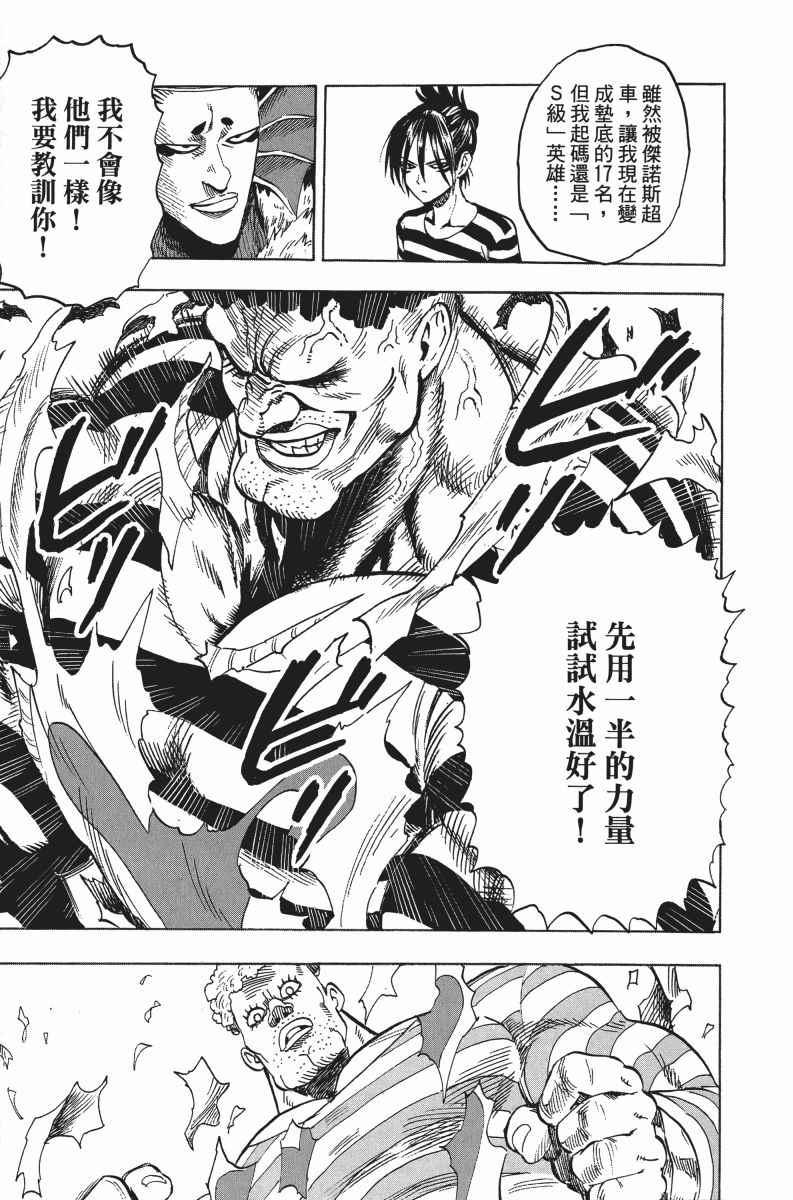 雖然被傑諾斯超
車，讓我現在變
成墊底的17名，
但我起碼還是「
S級」英雄……
我不會像
他們一樣！
我要教訓你！
ビビビビ
先用一半的力量
試試水溫好了！